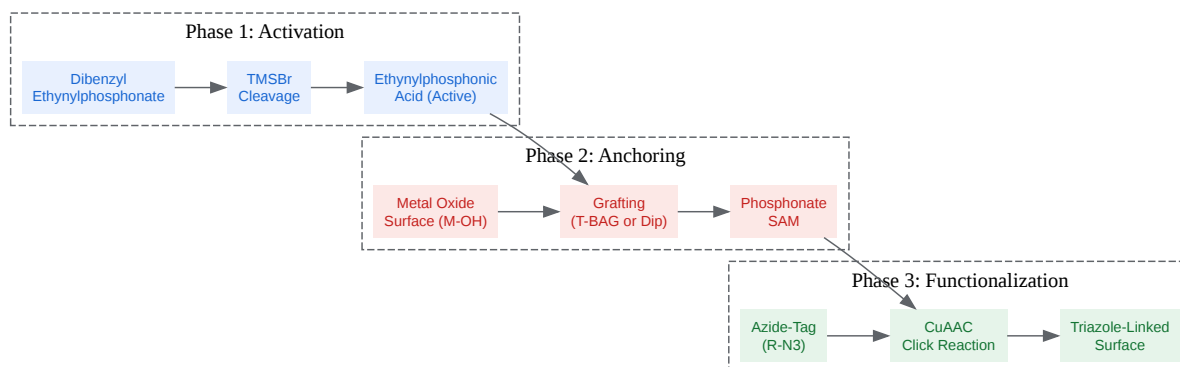 Phase 1: Activation
Dibenzyl
Ethynylphosphonate
TMSBr
Cleavage
Ethynylphosphonic
Acid (Active)
Phase 2: Anchoring
Metal Oxide
Surface (M-OH)
Grafting
(T-BAG or Dip)
Phosphonate
SAM
Phase 3: Functionalization
Azide-Tag
(R-N3)
CuAAC
Click Reaction
Triazole-Linked
Surface